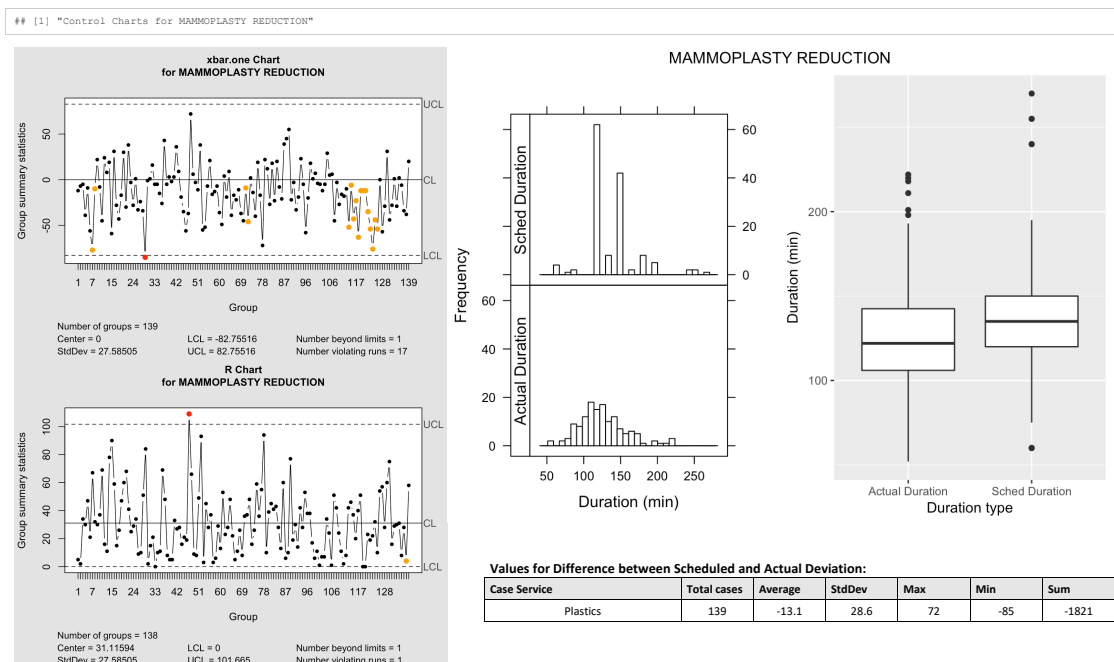 ## [1] "Control Charts for MAMMOPLASTY REDUCTION"
xbar.one Chart
for MAMMOPLASTY REDUCTION
Group summary statistics
50
0
-50
UCL
CL
LCL
1 7 15 24 33 42 51 60 69 78 87 96 106 117 128 139
Group
Number of groups = 139
Center = 0
LCL = -82.75516
Number beyond limits = 1
StdDev = 27.58505
UCL = 82.75516
Number violating runs = 17
R Chart
for MAMMOPLASTY REDUCTION
Group summary statistics
100
80
60
40
20
0
UCL
CL
LCL
1 7 15 24 33 42 51 60 69 78 87 96 106 117 128
Group
Number of groups = 138
Center = 31.11594
LCL = 0
Number beyond limits = 1
StdDev = 27.58505
UCL = 101.665
Number violating runs = 1
MAMMOPLASTY REDUCTION
Frequency
Sched Duration
60
40
20
0
Actual Duration
60
40
20
0
50 100 150 200 250
Duration (min)
Duration (min)
200
100
Actual Duration
Sched Duration
Duration type
Values for Difference between Scheduled and Actual Deviation:
Case Service Total cases Average StdDev Max Min Sum
Plastics 139 -13.1 28.6 72 -85 -1821